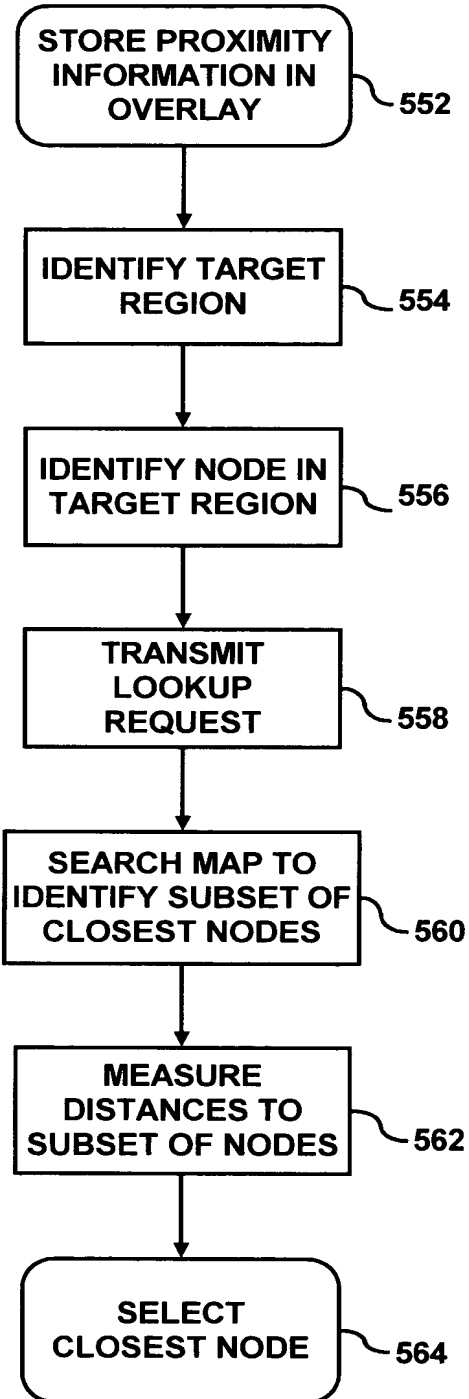 STORE PROXIMITY
INFORMATION IN
OVERLAY
552
IDENTIFY TARGET
REGION
554
IDENTIFY NODE IN
TARGET REGION
556
TRANSMIT
LOOKUP
REQUEST
558
SEARCH MAP TO
IDENTIFY SUBSET OF
CLOSEST NODES
560
MEASURE
DISTANCES TO
SUBSET OF NODES
562
SELECT
CLOSEST NODE
564